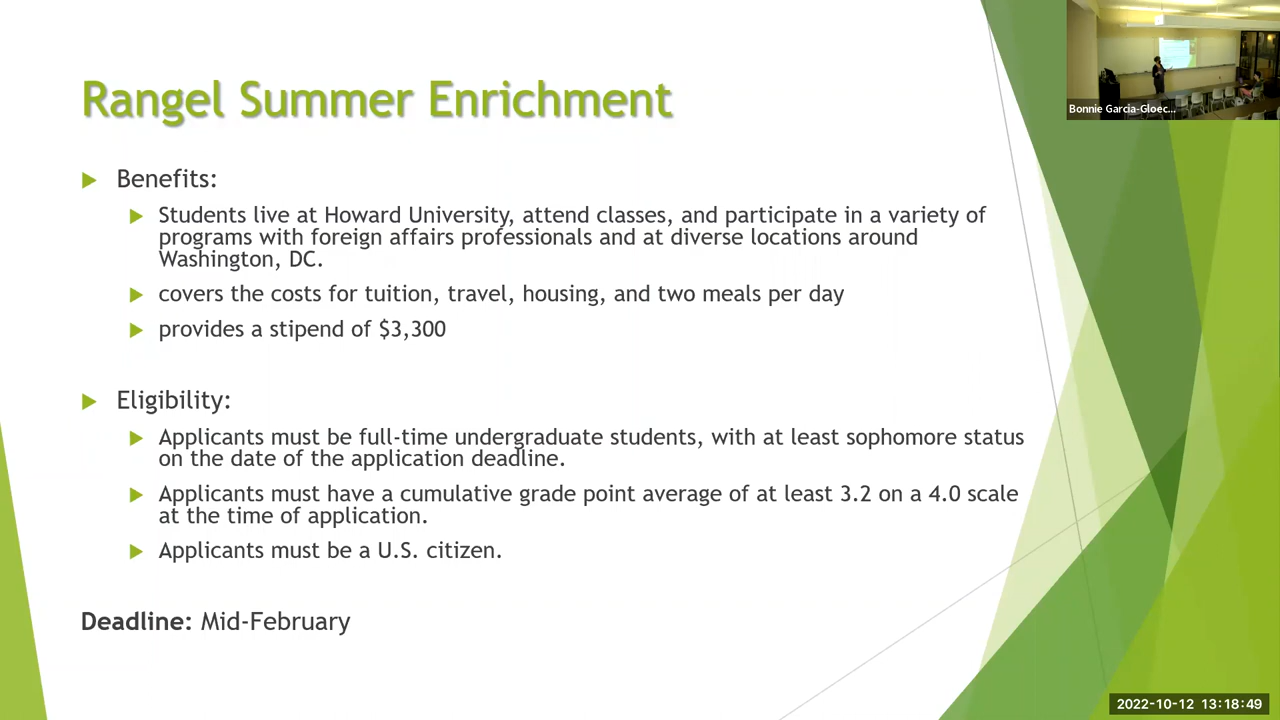 Rangel Summer Enrichment
Benefits:
Students live at Howard University, attend classes, and participate in a variety of
programs with foreign affairs professionals and at diverse locations around
Washington, DC.
covers the costs for tuition, travel, housing, and two meals per day
provides a stipend of $3,300
Eligibility:
Applicants must be full-time undergraduate students, with at least sophomore status
on the date of the application deadline.
Applicants must have a cumulative grade point average of at least 3.2 on a 4.0 scale
at the time of application.
Applicants must be a U.S. citizen.
Deadline: Mid-February
Bonnie Garcia-Gloec...
2022-10-12 13:18:49